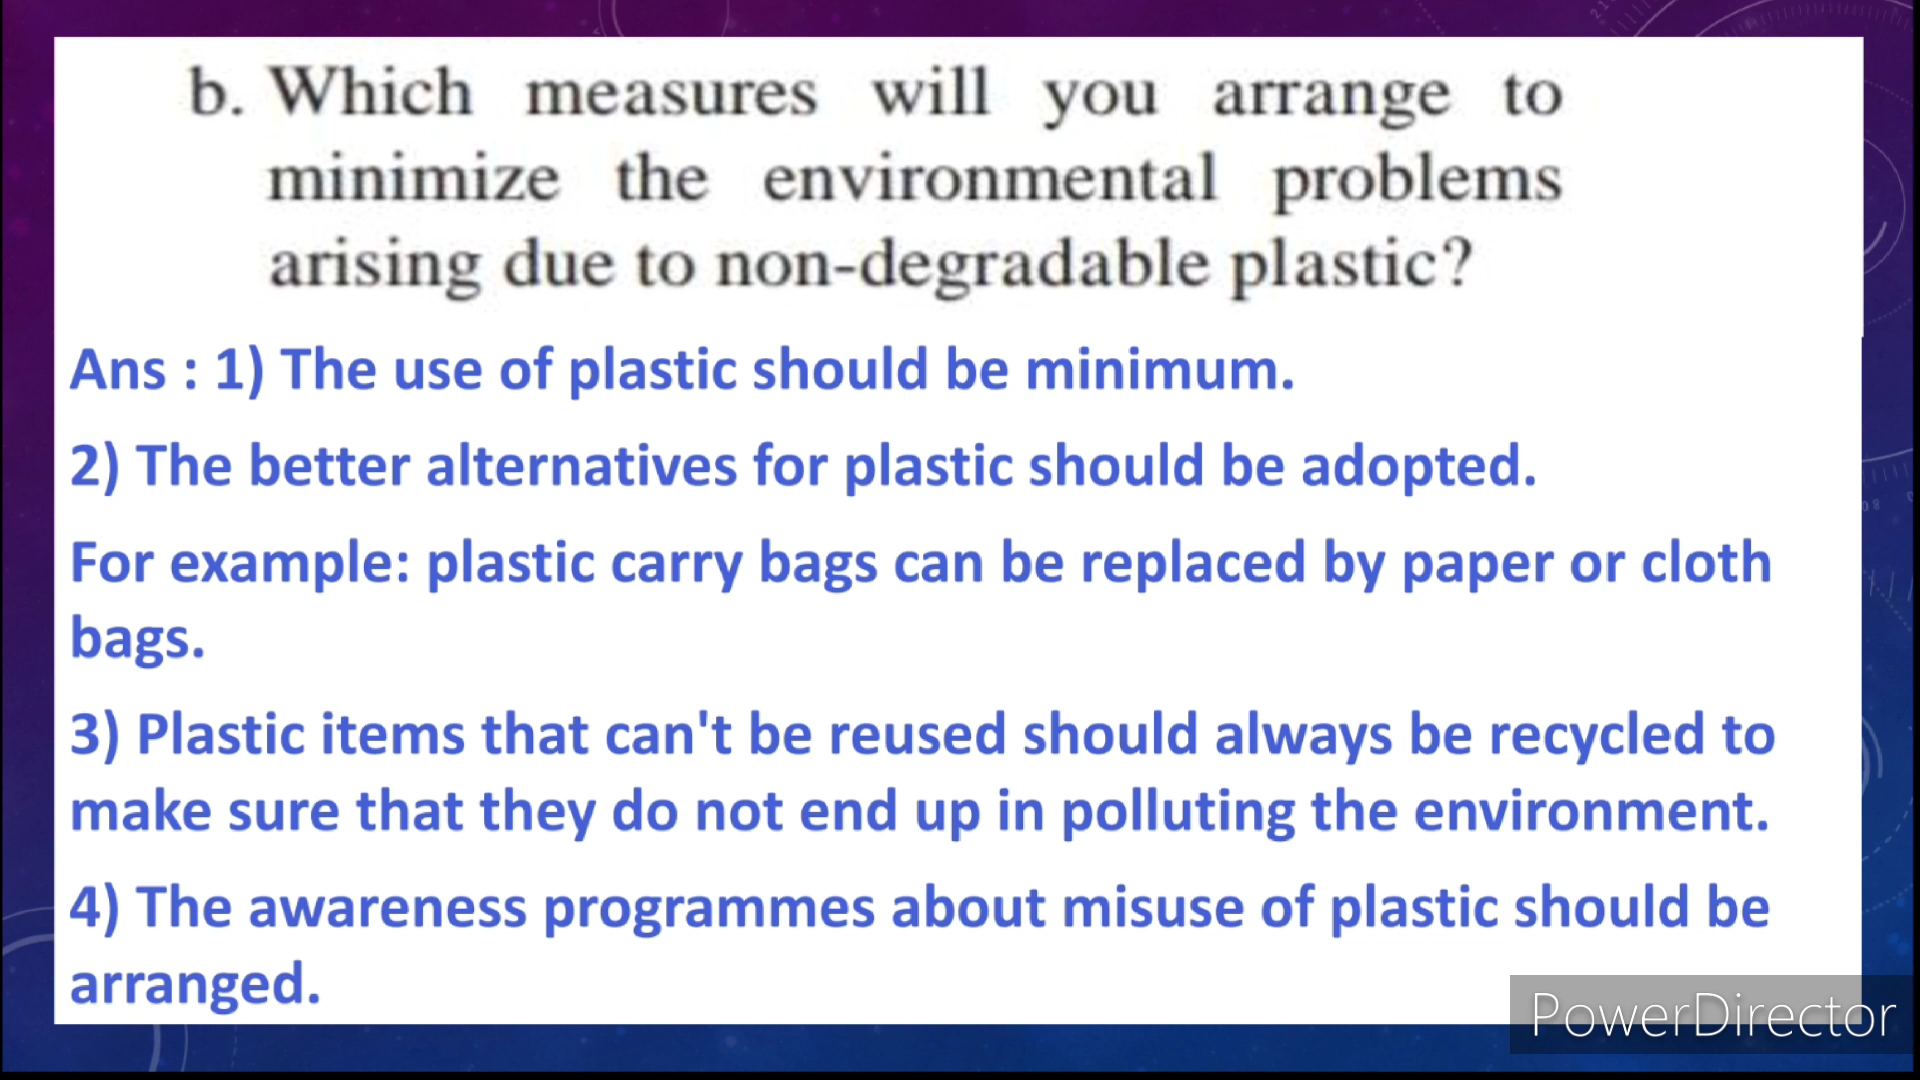 b. Which measures will you arrange to
minimize the environmental problems
arising due to non-degradable plastic?
Ans : 1) The use of plastic should be minimum.
2) The better alternatives for plastic should be adopted.
For example: plastic carry bags can be replaced by paper or cloth
bags.
3) Plastic items that can't be reused should always be recycled to
make sure that they do not end up in polluting the environment.
4) The awareness programmes about misuse of plastic should be
arranged.
PowerDirector